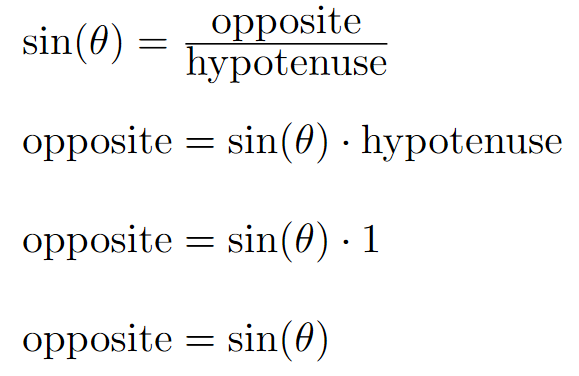 sin(θ) = opposite / hypotenuse
opposite = sin(θ) · hypotenuse
opposite = sin(θ) · 1
opposite = sin(θ)